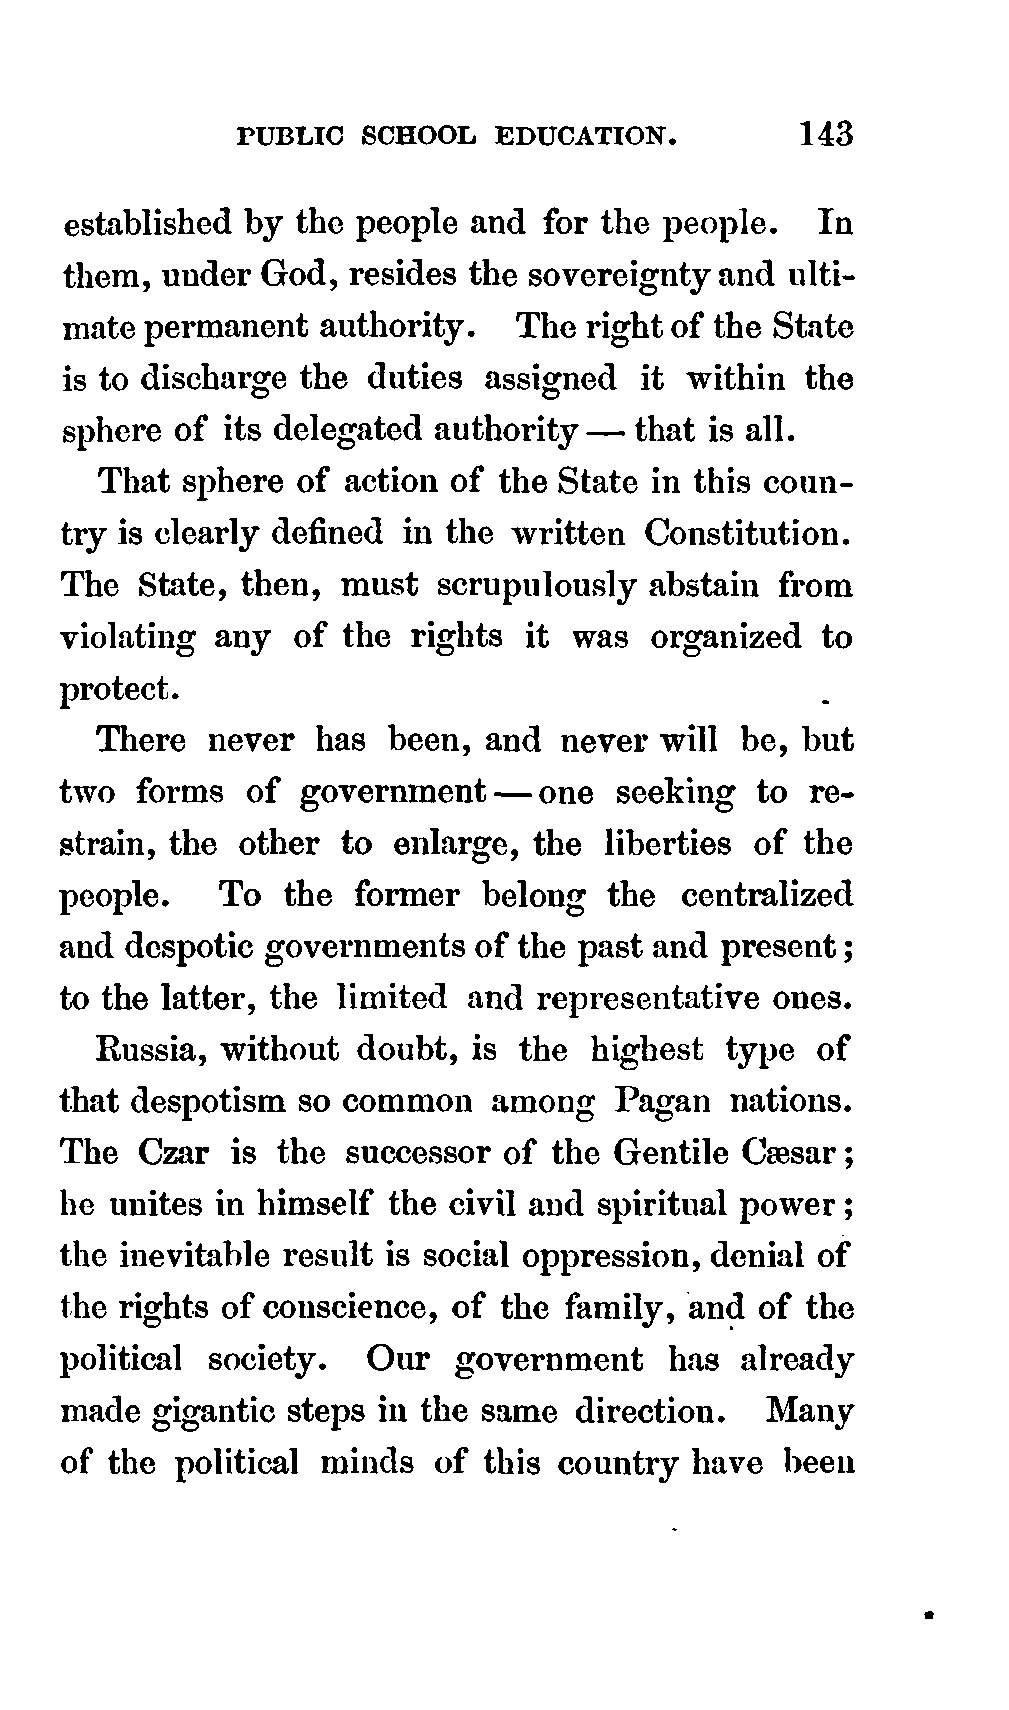 PUBLIC SCHOOL EDUCATION. 143
established by the people and for the people. In
them, under God, resides the sovereignty and ulti-
mate permanent authority. The right of the State
is to discharge the duties assigned it within the
sphere of its delegated authority — that is all.
That sphere of action of the State in this coun-
try is clearly defined in the written Constitution.
The State, then, must scrupulously abstain from
violating any of the rights it was organized to
protect.
There never has been, and never will be, but
two forms of government — one seeking to re-
strain, the other to enlarge, the liberties of the
people. To the former belong the centralized
and despotic governments of the past and present;
to the latter, the limited and representative ones.
Russia, without doubt, is the highest type of
that despotism so common among Pagan nations.
The Czar is the successor of the Gentile Cæsar;
he unites in himself the civil and spiritual power;
the inevitable result is social oppression, denial of
the rights of conscience, of the family, and of the
political society. Our government has already
made gigantic steps in the same direction. Many
of the political minds of this country have been